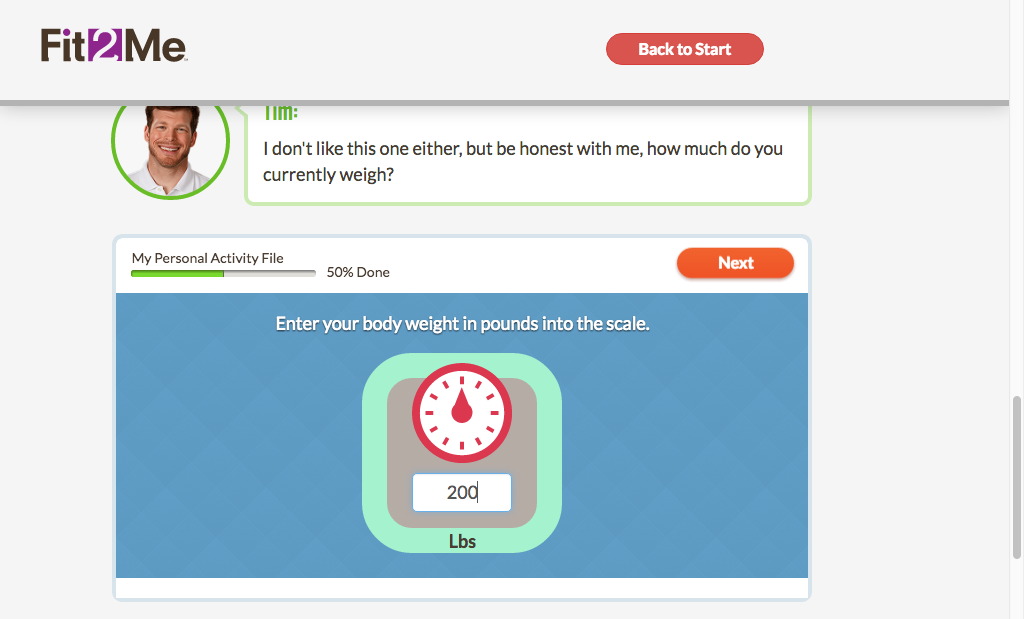 Fit2Me
Back to Start
Tim:
I don't like this one either, but be honest with me, how much do you
currently weigh?
My Personal Activity File
50% Done
Next
Enter your body weight in pounds into the scale.
200
Lbs